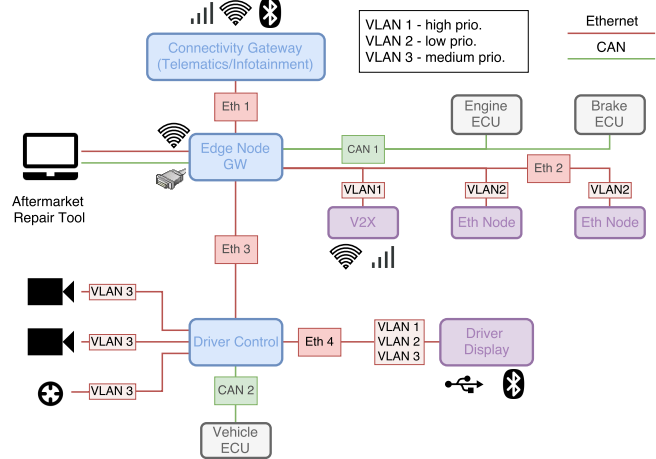 VLAN 1 - high prio.
VLAN 2 - low prio.
VLAN 3 - medium prio.
Ethernet
CAN
Connectivity Gateway
(Telematics/Infotainment)
Eth 1
Engine
ECU
Brake
ECU
Edge Node
GW
CAN 1
Eth 2
Aftermarket
Repair Tool
VLAN1
VLAN2
VLAN2
V2X
Eth Node
Eth Node
Eth 3
VLAN 3
VLAN 3
VLAN 3
Driver Control
Eth 4
VLAN 1
VLAN 2
VLAN 3
Driver
Display
CAN 2
Vehicle
ECU